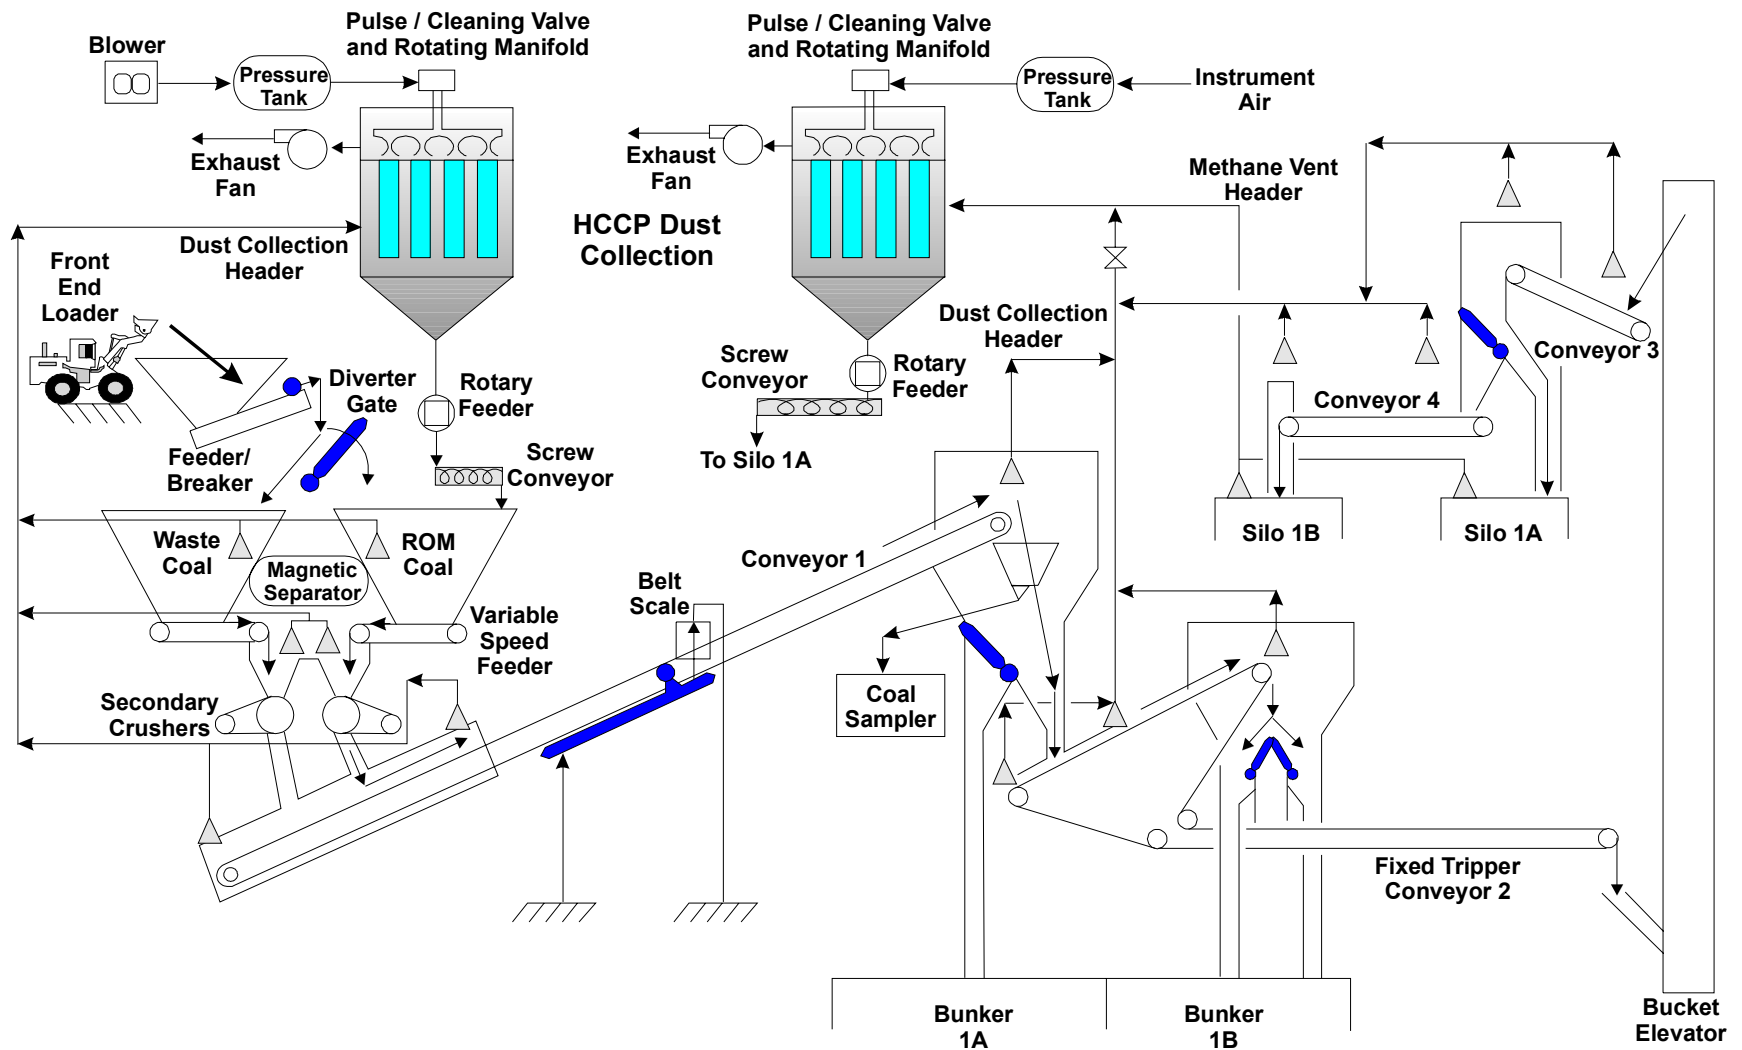 Pulse / Cleaning Valve
and Rotating Manifold
Blower
Pressure
Tank
Exhaust
Fan
Dust Collection
Header
Front
End
Loader
Diverter
Gate
Rotary
Feeder
Feeder/
Breaker
Screw
Conveyor
Waste
Coal
ROM
Coal
Magnetic
Separator
Variable
Speed
Feeder
Secondary
Crushers
Belt
Scale
Conveyor 1
Pulse / Cleaning Valve
and Rotating Manifold
Pressure
Tank
Instrument
Air
Exhaust
Fan
HCCP Dust
Collection
Methane Vent
Header
Dust Collection
Header
Screw
Conveyor
Rotary
Feeder
To Silo 1A
Conveyor 3
Conveyor 4
Silo 1B
Silo 1A
Coal
Sampler
Fixed Tripper
Conveyor 2
Bunker
1A
Bunker
1B
Bucket
Elevator